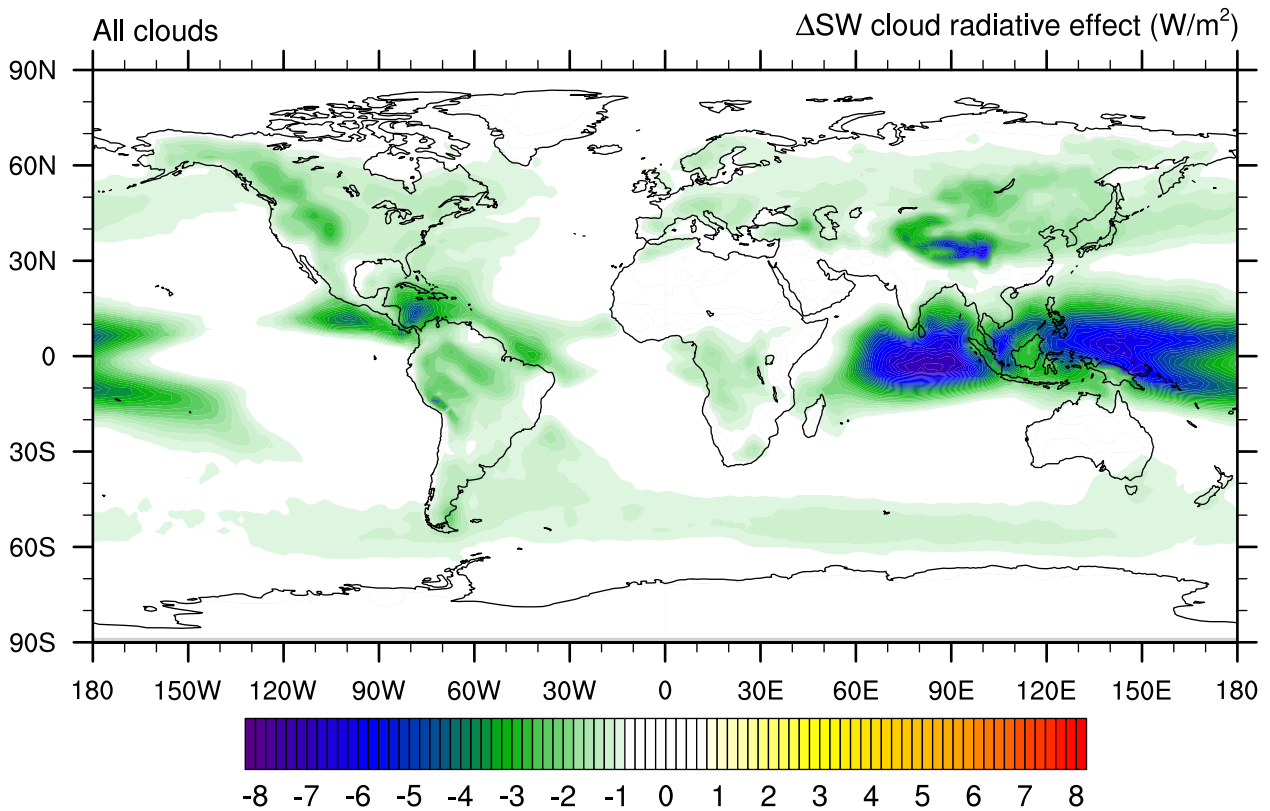 All clouds
ΔSW cloud radiative effect (W/m²)
90N
60N
30N
0
30S
60S
90S
180 150W 120W 90W 60W 30W 0 30E 60E 90E 120E 150E 180
-8 -7 -6 -5 -4 -3 -2 -1 0 1 2 3 4 5 6 7 8